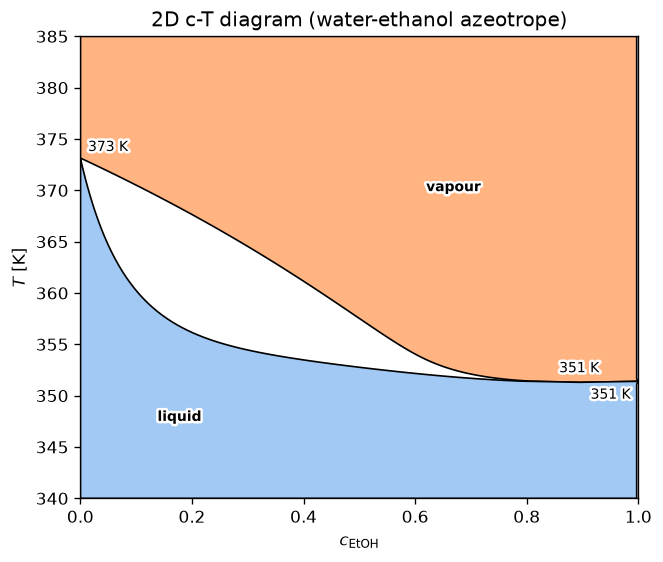 2D c-T diagram (water-ethanol azeotrope)
385
380
375
370
365
360
355
350
345
340
T [K]
373 K
vapour
351 K
351 K
liquid
0.0 0.2 0.4 0.6 0.8 1.0
cEtOH